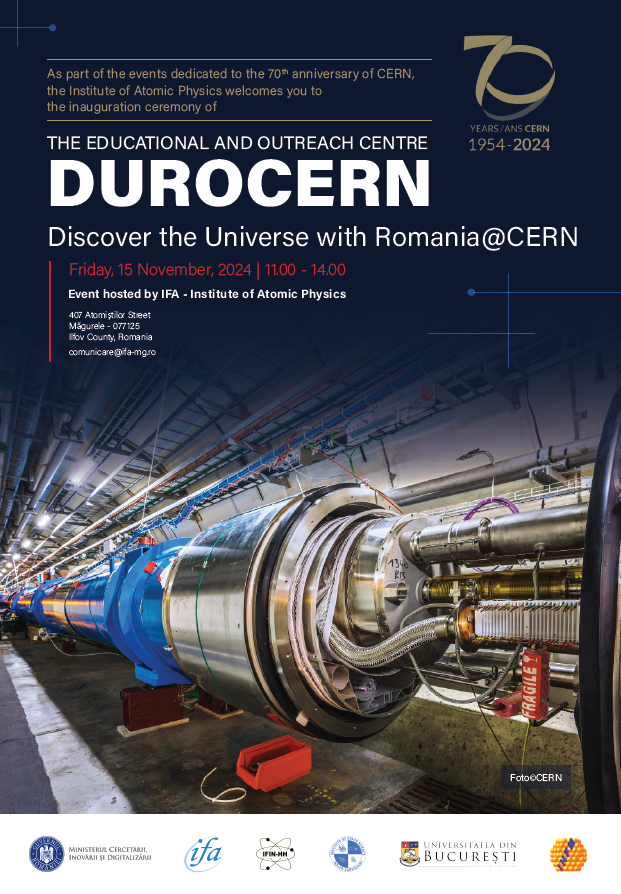 As part of the events dedicated to the 70th anniversary of CERN,
the Institute of Atomic Physics welcomes you to
the inauguration ceremony of
70
YEARS/ANS CERN
1954-2024
THE EDUCATIONAL AND OUTREACH CENTRE
DUROCERN
Discover the Universe with Romania@CERN
Friday, 15 November, 2024 | 11.00 - 14.00
Event hosted by IFA - Institute of Atomic Physics
407 Atomiștilor Street
Măgurele - 077125
Ilfov County, Romania
comunicare@ifa-mg.ro
FRAGILE
Foto©CERN
MINISTERUL CERCETĂRII,
INOVĂRII ȘI DIGITALIZĂRII
ifa
IFIN-HH
UNIVERSITATEA DIN
BUCUREȘTI